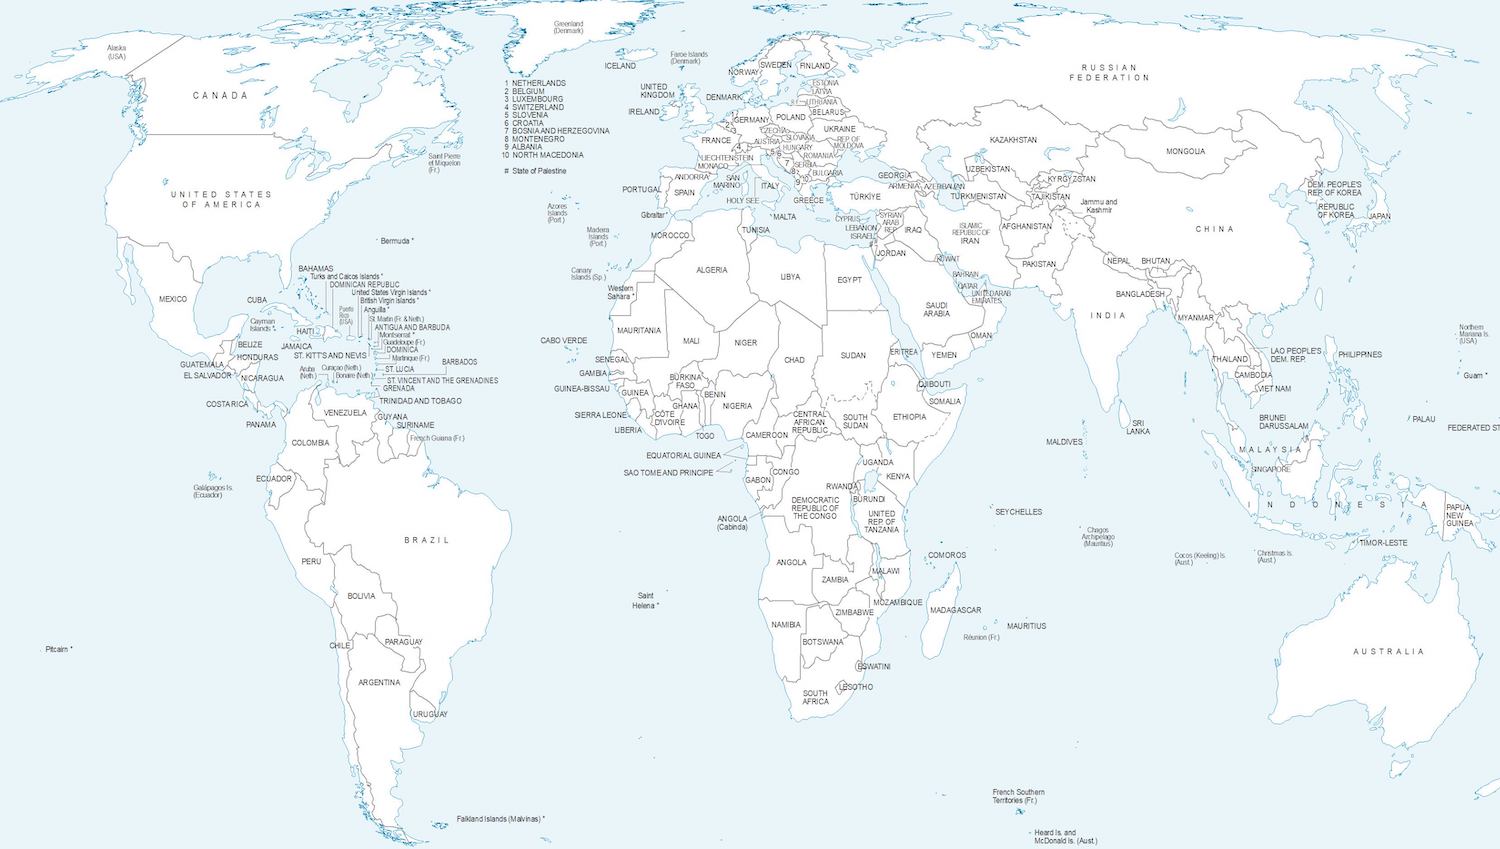 Greenland
(Denmark)
Alaska
(USA)
Faroe Islands
(Denmark)
ICELAND
RUSSIAN
FEDERATION
CANADA
NORWAY
SWEDEN
FINLAND
UNITED
KINGDOM
IRELAND
DENMARK
ESTONIA
LATVIA
LITHUANIA
BELARUS
1 NETHERLANDS
2 BELGIUM
3 LUXEMBOURG
4 SWITZERLAND
5 SLOVENIA
6 CROATIA
7 BOSNIA AND HERZEGOVINA
8 MONTENEGRO
9 ALBANIA
10 NORTH MACEDONIA
# State of Palestine
GERMANY
POLAND
UKRAINE
CZECHIA
SLOVAKIA
REP. OF
MOLDOVA
FRANCE
AUSTRIA
HUNGARY
ROMANIA
LIECHTENSTEIN
MONACO
SERBIA
BULGARIA
ANDORRA
SAN
MARINO
ITALY
PORTUGAL
SPAIN
HOLY SEE
GREECE
Gibraltar *
MALTA
TÜRKIYE
GEORGIA
ARMENIA
AZERBAIJAN
KAZAKHSTAN
MONGOLIA
UZBEKISTAN
KYRGYZSTAN
TURKMENISTAN
TAJIKISTAN
Jammu and
Kashmir
DEM. PEOPLE'S
REP. OF KOREA
REPUBLIC
OF KOREA
JAPAN
CHINA
Saint Pierre
et Miquelon
(Fr.)
UNITED STATES
OF AMERICA
Azores
Islands
(Port.)
Madeira
Islands
(Port.)
Bermuda *
Canary
Islands (Sp.)
Western
Sahara *
CYPRUS
LEBANON
ISRAEL
SYRIAN
ARAB
REP.
IRAQ
ISLAMIC
REPUBLIC OF
IRAN
AFGHANISTAN
JORDAN
KUWAIT
PAKISTAN
NEPAL
BHUTAN
BAHRAIN
QATAR
UNITED ARAB
EMIRATES
BANGLADESH
INDIA
MYANMAR
SAUDI
ARABIA
OMAN
YEMEN
MOROCCO
TUNISIA
ALGERIA
LIBYA
EGYPT
MEXICO
BAHAMAS
Turks and Caicos Islands *
DOMINICAN REPUBLIC
United States Virgin Islands *
British Virgin Islands *
Anguilla *
CUBA
Puerto
Rico
(USA)
St. Martin (Fr. & Neth.)
Cayman
Islands *
HAITI
ANTIGUA AND BARBUDA
Montserrat *
Guadeloupe (Fr.)
BELIZE
JAMAICA
DOMINICA
Martinique (Fr.)
HONDURAS
ST. KITTS AND NEVIS
BARBADOS
GUATEMALA
EL SALVADOR
NICARAGUA
Aruba
(Neth.)
Curaçao (Neth.)
Bonaire (Neth.)
ST. LUCIA
ST. VINCENT AND THE GRENADINES
GRENADA
TRINIDAD AND TOBAGO
COSTA RICA
PANAMA
VENEZUELA
GUYANA
SURINAME
French Guiana (Fr.)
COLOMBIA
ECUADOR
Galápagos Is.
(Ecuador)
CABO VERDE
MAURITANIA
MALI
NIGER
CHAD
SUDAN
ERITREA
DJIBOUTI
SENEGAL
GAMBIA
GUINEA-BISSAU
GUINEA
SIERRA LEONE
LIBERIA
BURKINA
FASO
GHANA
CÔTE
D'IVOIRE
TOGO
BENIN
NIGERIA
CAMEROON
CENTRAL
AFRICAN
REPUBLIC
SOUTH
SUDAN
ETHIOPIA
SOMALIA
EQUATORIAL GUINEA
SAO TOME AND PRINCIPE
GABON
CONGO
UGANDA
KENYA
RWANDA
BURUNDI
DEMOCRATIC
REPUBLIC OF
THE CONGO
UNITED
REP. OF
TANZANIA
ANGOLA
(Cabinda)
LAO PEOPLE'S
DEM. REP.
THAILAND
CAMBODIA
VIET NAM
PHILIPPINES
Northern
Mariana Is.
(USA)
Guam *
PALAU
FEDERATED ST
SRI
LANKA
MALDIVES
BRUNEI
DARUSSALAM
MALAYSIA
SINGAPORE
INDONESIA
PAPUA
NEW
GUINEA
TIMOR-LESTE
SEYCHELLES
Chagos
Archipelago
(Mauritius)
Cocos (Keeling) Is.
(Aust.)
Christmas Is.
(Aust.)
BRAZIL
PERU
BOLIVIA
CHILE
PARAGUAY
ARGENTINA
URUGUAY
Saint
Helena *
ANGOLA
ZAMBIA
MALAWI
COMOROS
MOZAMBIQUE
ZIMBABWE
MADAGASCAR
NAMIBIA
BOTSWANA
MAURITIUS
Réunion (Fr.)
ESWATINI
LESOTHO
SOUTH
AFRICA
AUSTRALIA
Pitcairn *
Falkland Islands (Malvinas) *
French Southern
Territories (Fr.)
Heard Is. and
McDonald Is. (Aust.)